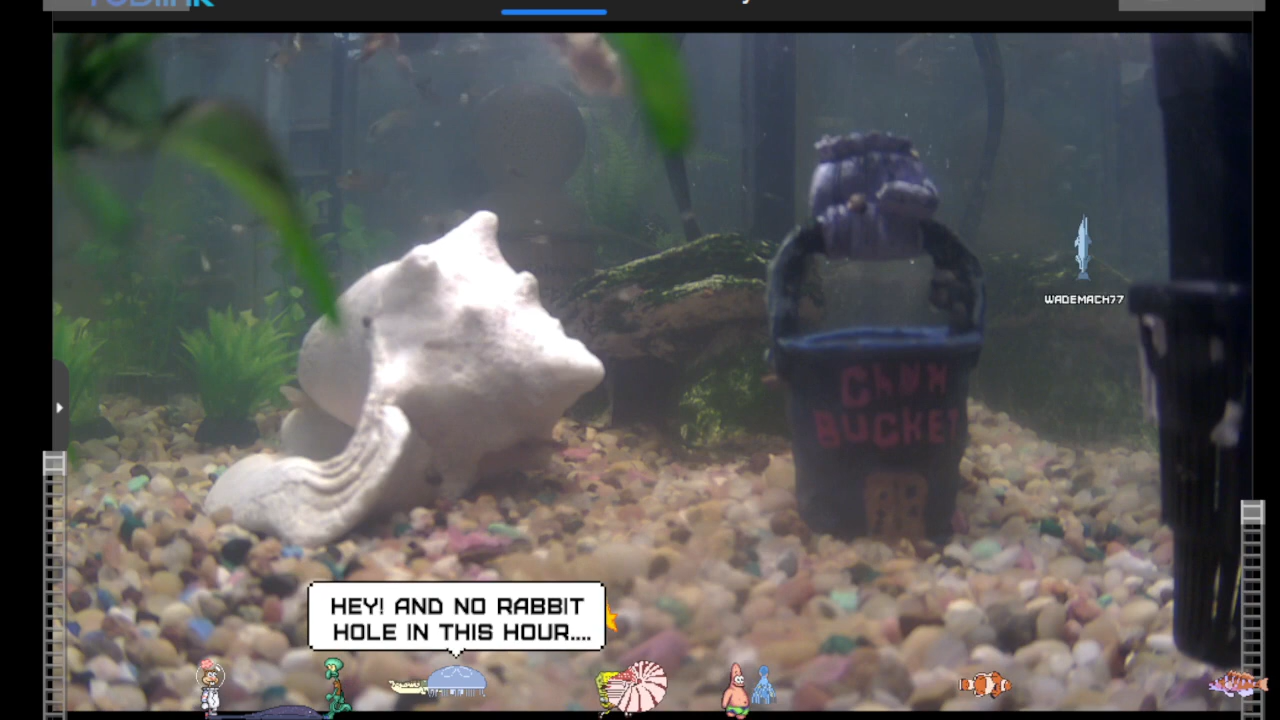 WADEMACH77
CHUM
BUCKET
HEY! AND NO RABBIT
HOLE IN THIS HOUR....